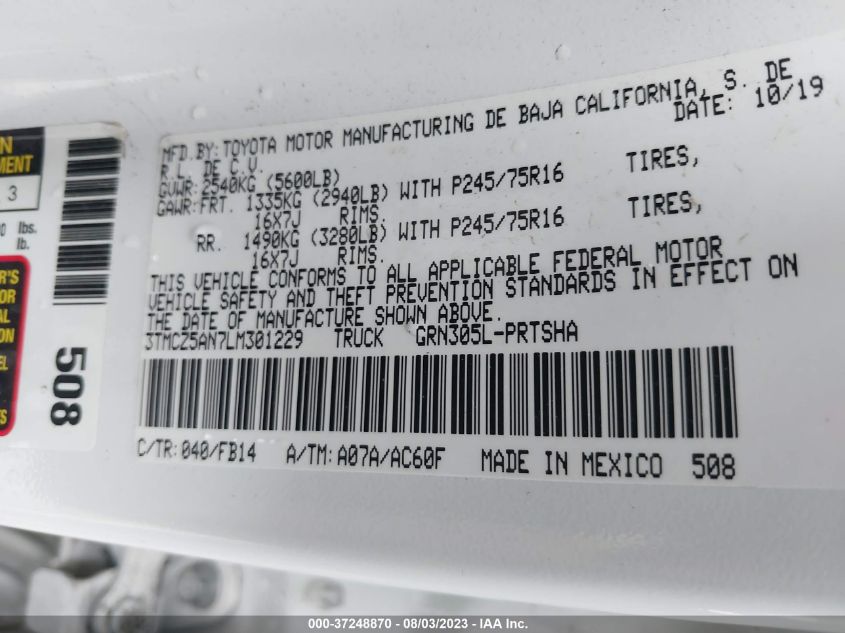 MFD.BY: TOYOTA MOTOR MANUFACTURING DE BAJA CALIFORNIA, S. DE
R.L. DE C.V. DATE: 10/19
GVWR: 2540KG (5600LB)
GAWR:FRT. 1335KG (2940LB) WITH P245/75R16 TIRES,
16X7J RIMS.
RR. 1490KG (3280LB) WITH P245/75R16 TIRES,
16X7J RIMS.
THIS VEHICLE CONFORMS TO ALL APPLICABLE FEDERAL MOTOR
VEHICLE SAFETY AND THEFT PREVENTION STANDARDS IN EFFECT ON
THE DATE OF MANUFACTURE SHOWN ABOVE.
3TMCZ5AN7LM301229 TRUCK GRN305L-PRTSHA
C/TR: 040/FB14 A/TM: A07A/AC60F MADE IN MEXICO 508
3
lbs.
lb.
508
000-37248870 / 08/03/2023 - IAA Inc.